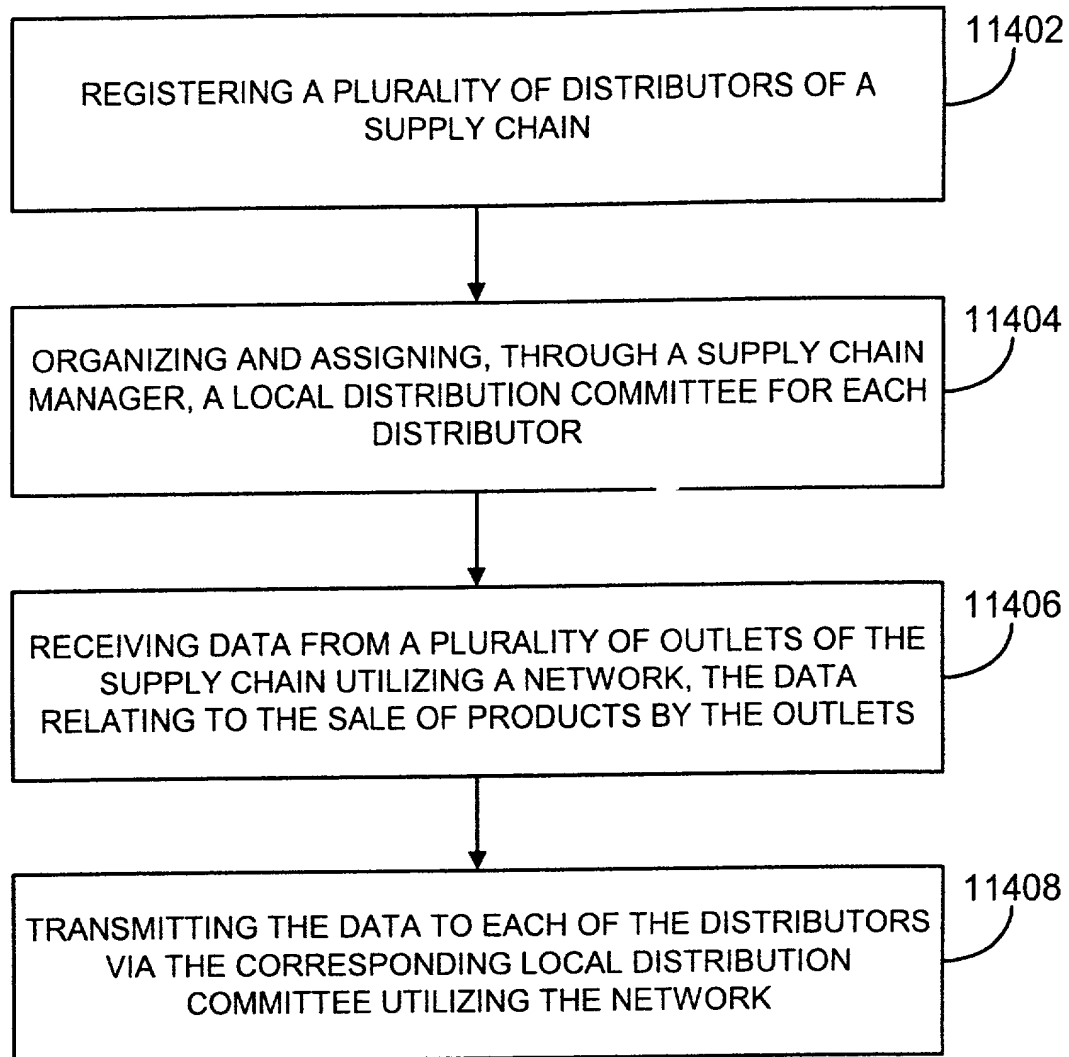 11402
REGISTERING A PLURALITY OF DISTRIBUTORS OF A
SUPPLY CHAIN
11404
ORGANIZING AND ASSIGNING, THROUGH A SUPPLY CHAIN
MANAGER, A LOCAL DISTRIBUTION COMMITTEE FOR EACH
DISTRIBUTOR
11406
RECEIVING DATA FROM A PLURALITY OF OUTLETS OF THE
SUPPLY CHAIN UTILIZING A NETWORK, THE DATA
RELATING TO THE SALE OF PRODUCTS BY THE OUTLETS
11408
TRANSMITTING THE DATA TO EACH OF THE DISTRIBUTORS
VIA THE CORRESPONDING LOCAL DISTRIBUTION
COMMITTEE UTILIZING THE NETWORK